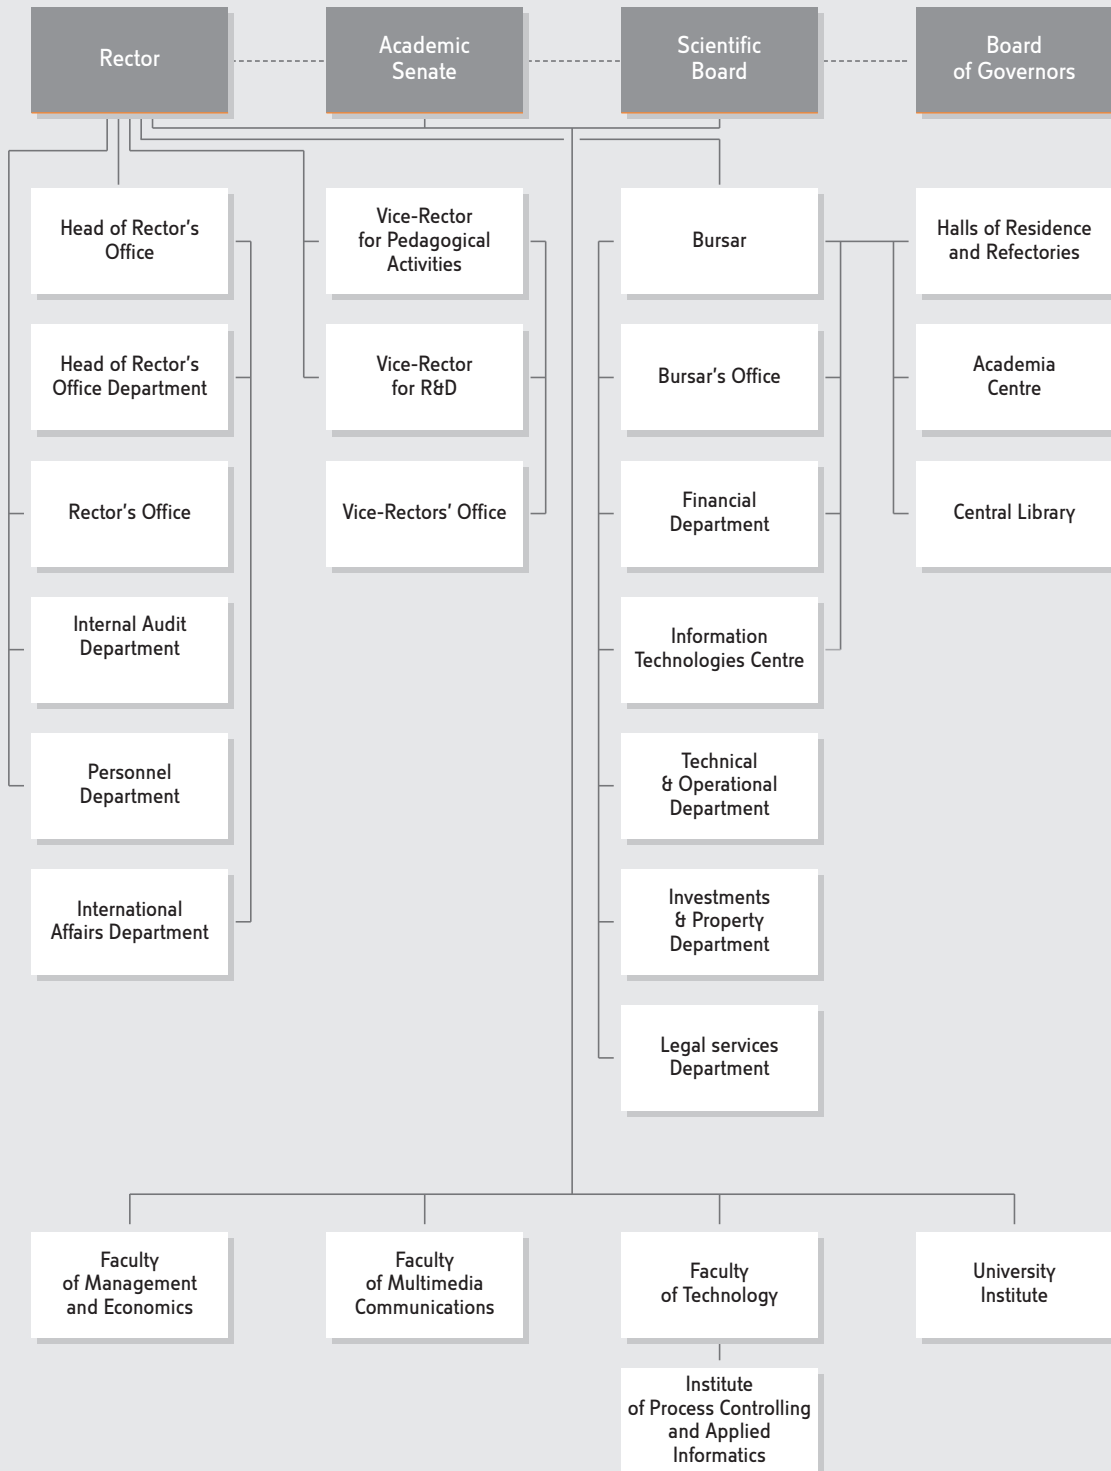 Rector
Academic
Senate
Scientific
Board
Board
of Governors
Head of Rector's
Office
Vice-Rector
for Pedagogical
Activities
Bursar
Halls of Residence
and Refectories
Head of Rector's
Office Department
Vice-Rector
for R&D
Bursar's Office
Academia
Centre
Rector's Office
Vice-Rectors' Office
Financial
Department
Central Library
Internal Audit
Department
Information
Technologies Centre
Personnel
Department
Technical
& Operational
Department
International
Affairs Department
Investments
& Property
Department
Legal services
Department
Faculty
of Management
and Economics
Faculty
of Multimedia
Communications
Faculty
of Technology
University
Institute
Institute
of Process Controlling
and Applied
Informatics